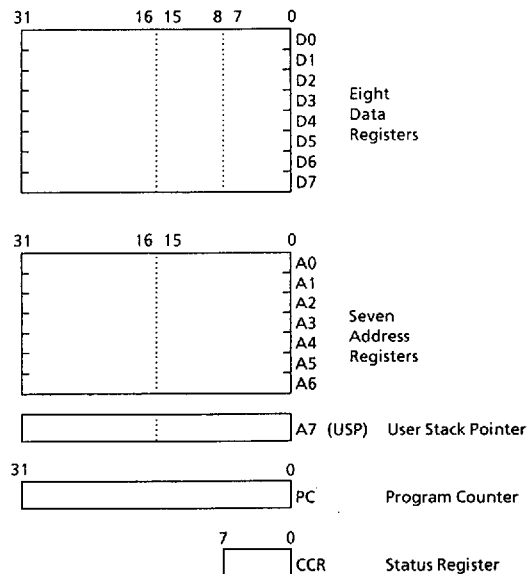 31 16 15 8 7 0
D0
D1
D2
D3
D4
D5
D6
D7
Eight
Data
Registers
31 16 15 0
A0
A1
A2
A3
A4
A5
A6
Seven
Address
Registers
A7 (USP) User Stack Pointer
31 0
PC Program Counter
7 0
CCR Status Register